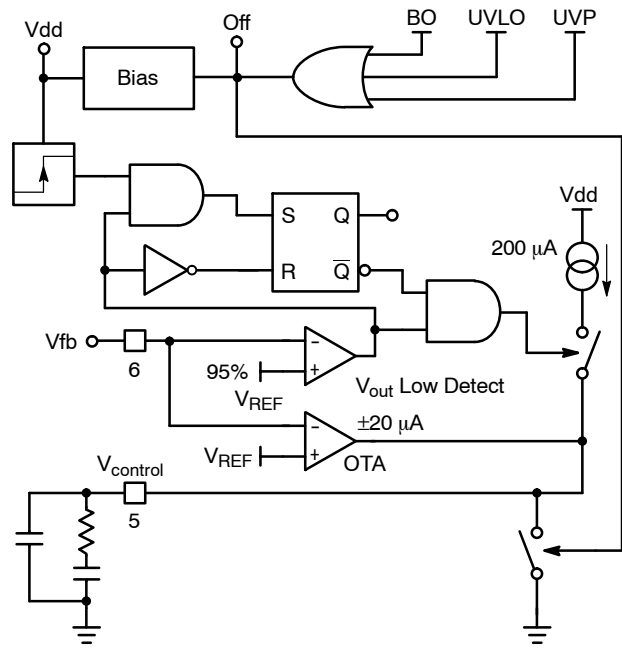 Vdd
Off
BO
UVLO
UVP
Bias
Vdd
S
Q
200 µA
R
Q̅
Vfb
6
−
+
95%
VREF
Vout Low Detect
−
+
VREF
±20 µA
OTA
Vcontrol
5